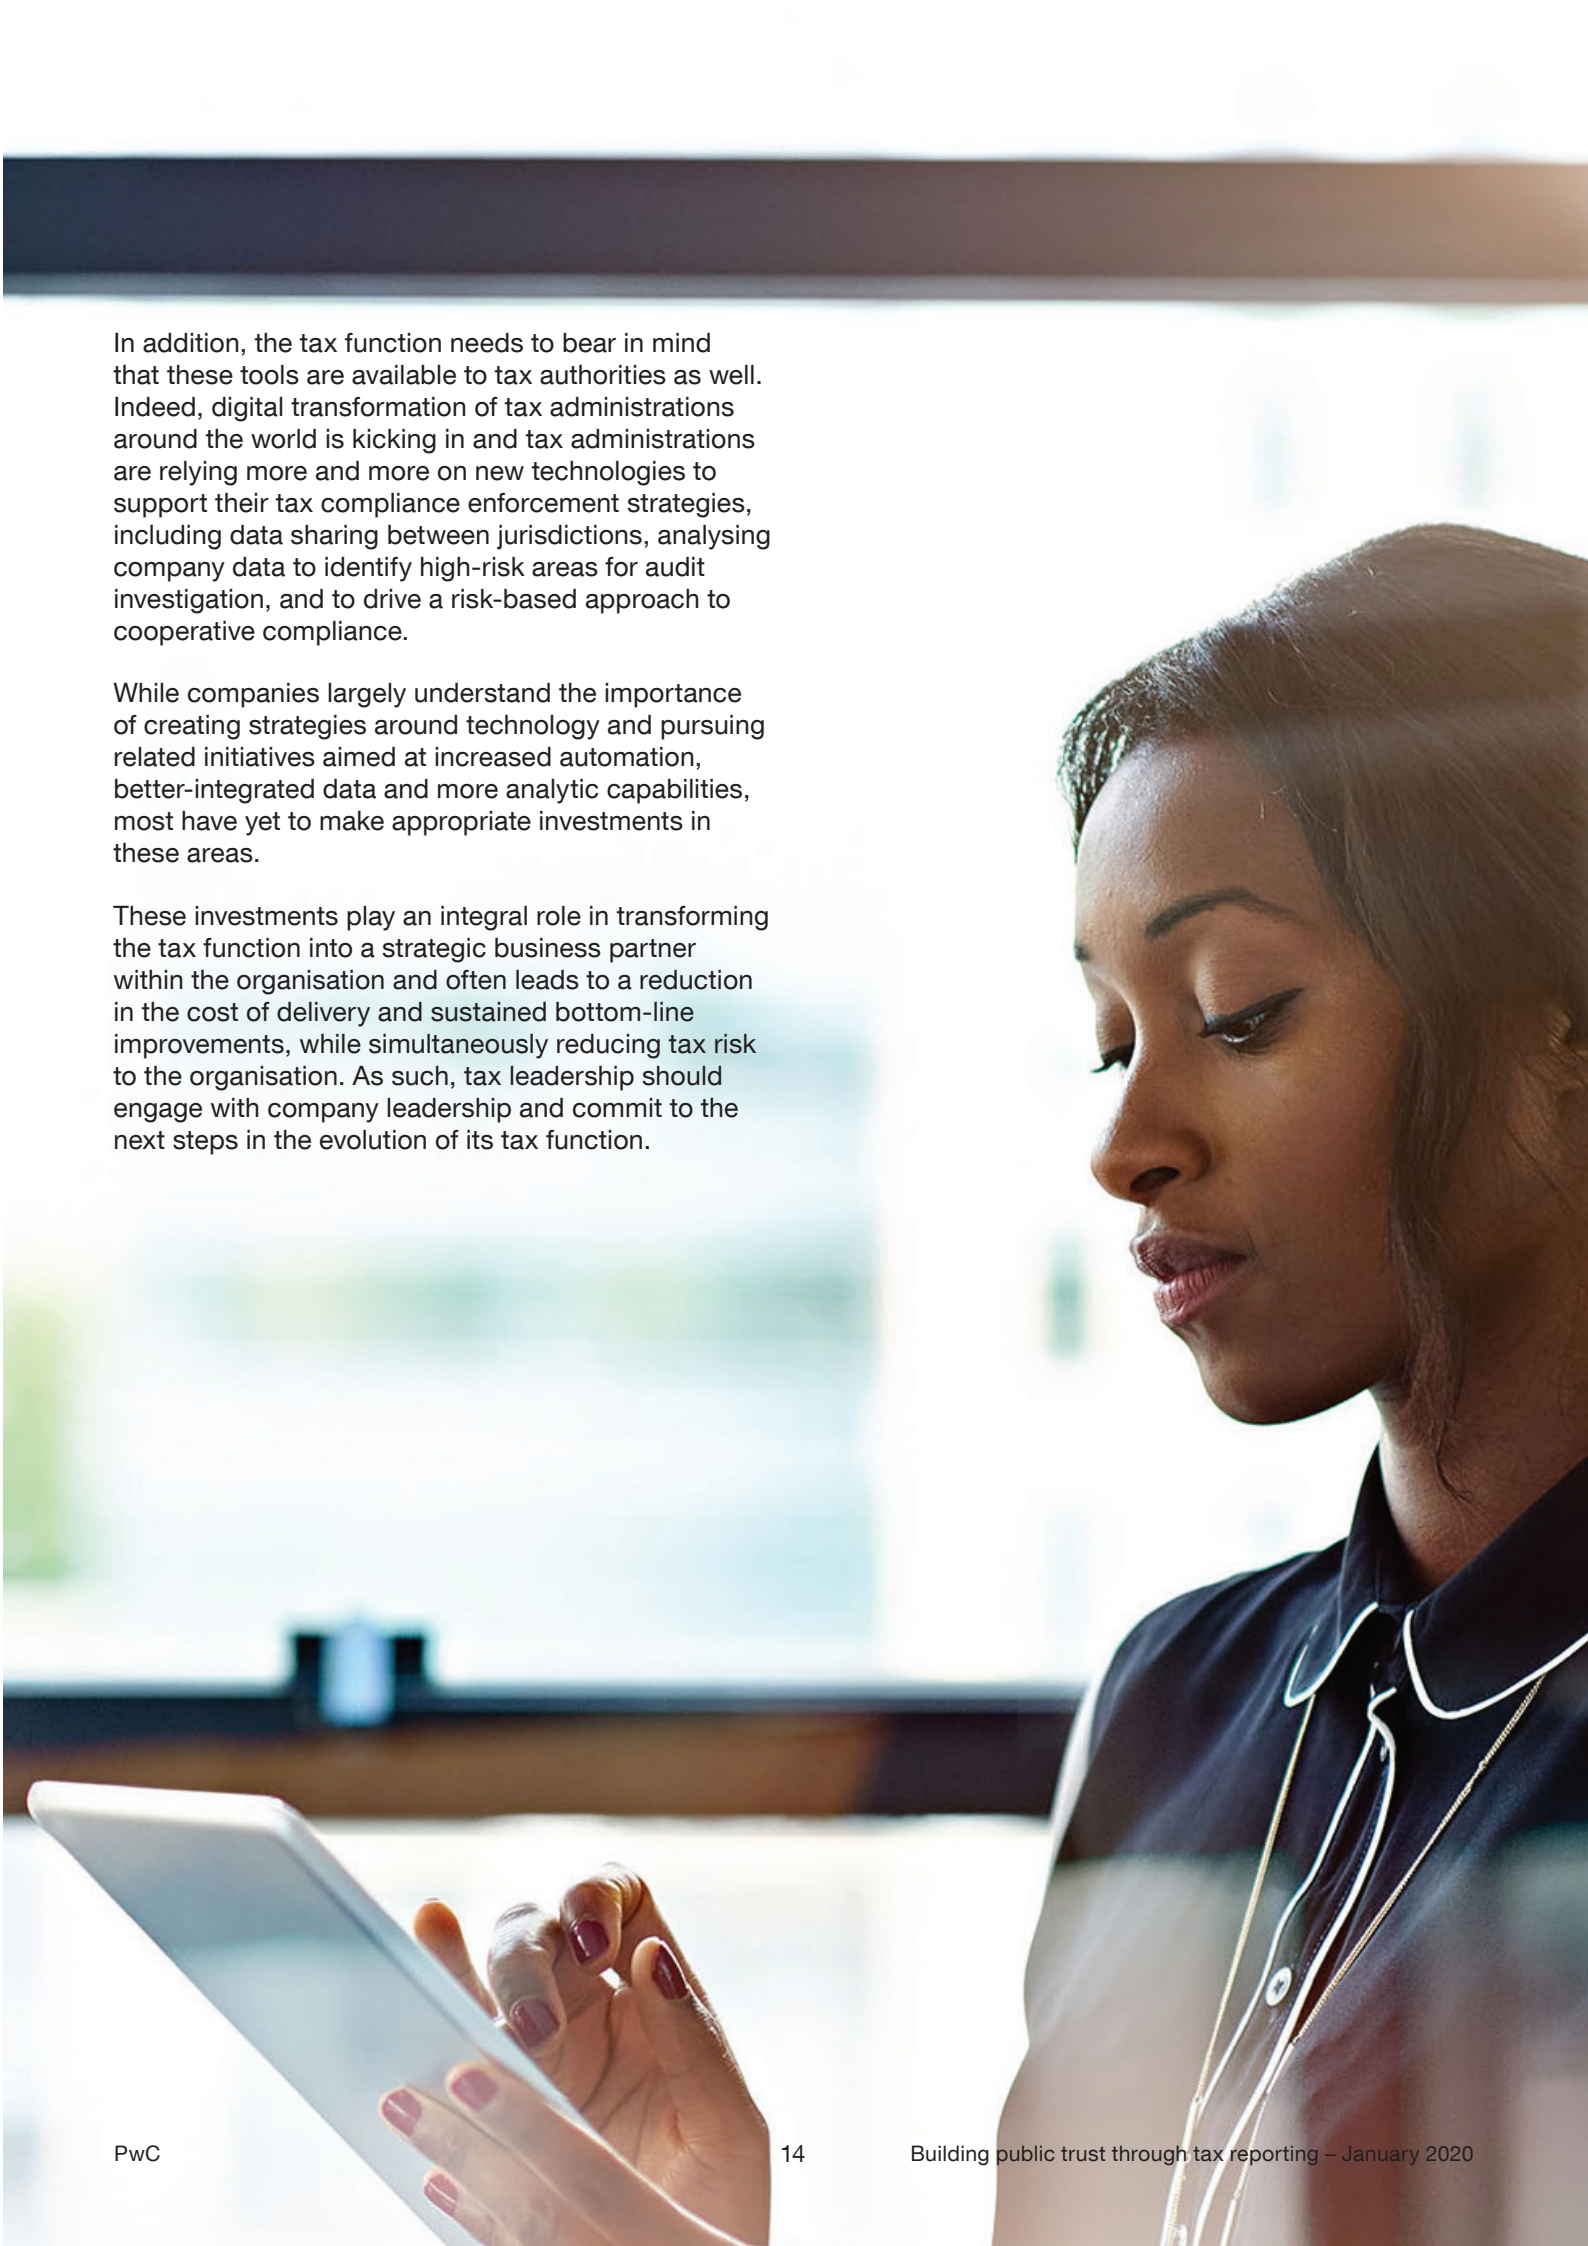 In addition, the tax function needs to bear in mind
that these tools are available to tax authorities as well.
Indeed, digital transformation of tax administrations
around the world is kicking in and tax administrations
are relying more and more on new technologies to
support their tax compliance enforcement strategies,
including data sharing between jurisdictions, analysing
company data to identify high-risk areas for audit
investigation, and to drive a risk-based approach to
cooperative compliance.
While companies largely understand the importance
of creating strategies around technology and pursuing
related initiatives aimed at increased automation,
better-integrated data and more analytic capabilities,
most have yet to make appropriate investments in
these areas.
These investments play an integral role in transforming
the tax function into a strategic business partner
within the organisation and often leads to a reduction
in the cost of delivery and sustained bottom-line
improvements, while simultaneously reducing tax risk
to the organisation. As such, tax leadership should
engage with company leadership and commit to the
next steps in the evolution of its tax function.
PwC 14 Building public trust through tax reporting – January 2020